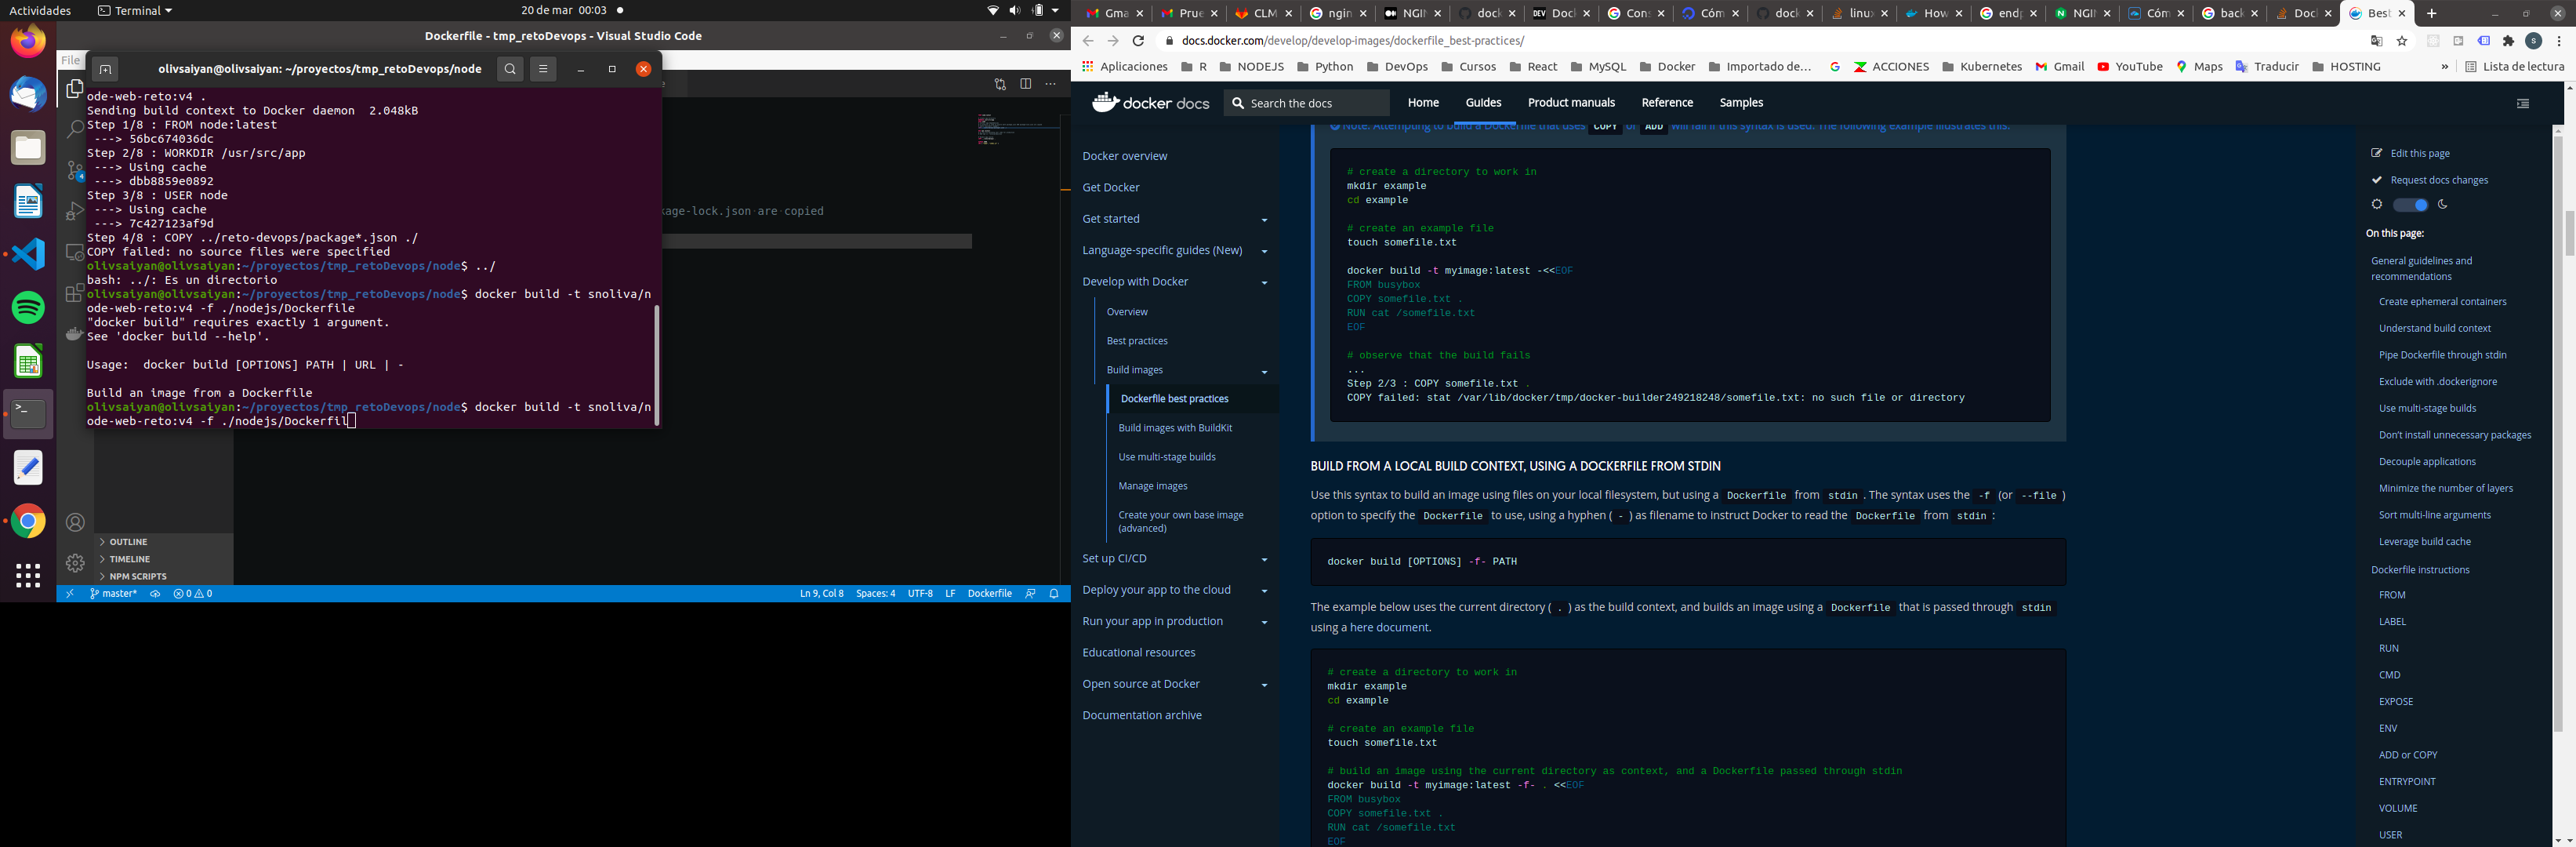 Actividades
Terminal
20 de mar 00:03
Dockerfile - tmp_retoDevops - Visual Studio Code
File
olivsaiyan@olivsaiyan: ~/proyectos/tmp_retoDevops/node
ode-web-reto:v4 .
Sending build context to Docker daemon  2.048kB
Step 1/8 : FROM node:latest
 ---> 56bc674036dc
Step 2/8 : WORKDIR /usr/src/app
 ---> Using cache
 ---> dbb8859e0892
Step 3/8 : USER node
 ---> Using cache
 ---> 7c427123af9d
Step 4/8 : COPY ../reto-devops/package*.json ./
COPY failed: no source files were specified
olivsaiyan@olivsaiyan:~/proyectos/tmp_retoDevops/node$ ../
bash: ../: Es un directorio
olivsaiyan@olivsaiyan:~/proyectos/tmp_retoDevops/node$ docker build -t snoliva/n
ode-web-reto:v4 -f ./nodejs/Dockerfile
"docker build" requires exactly 1 argument.
See 'docker build --help'.
Usage:  docker build [OPTIONS] PATH | URL | -
Build an image from a Dockerfile
olivsaiyan@olivsaiyan:~/proyectos/tmp_retoDevops/node$ docker build -t snoliva/n
ode-web-reto:v4 -f ./nodejs/Dockerfil
kage-lock.json are copied
4
OUTLINE
TIMELINE
NPM SCRIPTS
master*
0
0
Ln 9, Col 8
Spaces: 4
UTF-8
LF
Dockerfile
Gma
Prue
CLM
ngin
NGIN
dock
DEV
Dock
Cons
Cóm
dock
linux
How
endp
NGIN
Cóm
back
Doc
Best
docs.docker.com/develop/develop-images/dockerfile_best-practices/
Aplicaciones
R
NODEJS
Python
DevOps
Cursos
React
MySQL
Docker
Importado de...
ACCIONES
Kubernetes
Gmail
YouTube
Maps
Traducir
HOSTING
»
Lista de lectura
docker docs
Search the docs
Home
Guides
Product manuals
Reference
Samples
Docker overview
Get Docker
Get started
Language-specific guides (New)
Develop with Docker
Overview
Best practices
Build images
Dockerfile best practices
Build images with BuildKit
Use multi-stage builds
Manage images
Create your own base image
(advanced)
Set up CI/CD
Deploy your app to the cloud
Run your app in production
Educational resources
Open source at Docker
Documentation archive
Note: Attempting to build a Dockerfile that uses COPY or ADD will fail if this syntax is used. The following example illustrates this:
# create a directory to work in
mkdir example
cd example
# create an example file
touch somefile.txt
docker build -t myimage:latest -<<EOF
FROM busybox
COPY somefile.txt .
RUN cat /somefile.txt
EOF
# observe that the build fails
...
Step 2/3 : COPY somefile.txt .
COPY failed: stat /var/lib/docker/tmp/docker-builder249218248/somefile.txt: no such file or directory
BUILD FROM A LOCAL BUILD CONTEXT, USING A DOCKERFILE FROM STDIN
Use this syntax to build an image using files on your local filesystem, but using a Dockerfile from stdin. The syntax uses the -f (or --file)
option to specify the Dockerfile to use, using a hyphen ( - ) as filename to instruct Docker to read the Dockerfile from stdin:
docker build [OPTIONS] -f- PATH
The example below uses the current directory ( . ) as the build context, and builds an image using a Dockerfile that is passed through stdin
using a here document.
# create a directory to work in
mkdir example
cd example
# create an example file
touch somefile.txt
# build an image using the current directory as context, and a Dockerfile passed through stdin
docker build -t myimage:latest -f- . <<EOF
FROM busybox
COPY somefile.txt .
RUN cat /somefile.txt
EOF
Edit this page
Request docs changes
On this page:
General guidelines and
recommendations
Create ephemeral containers
Understand build context
Pipe Dockerfile through stdin
Exclude with .dockerignore
Use multi-stage builds
Don't install unnecessary packages
Decouple applications
Minimize the number of layers
Sort multi-line arguments
Leverage build cache
Dockerfile instructions
FROM
LABEL
RUN
CMD
EXPOSE
ENV
ADD or COPY
ENTRYPOINT
VOLUME
USER